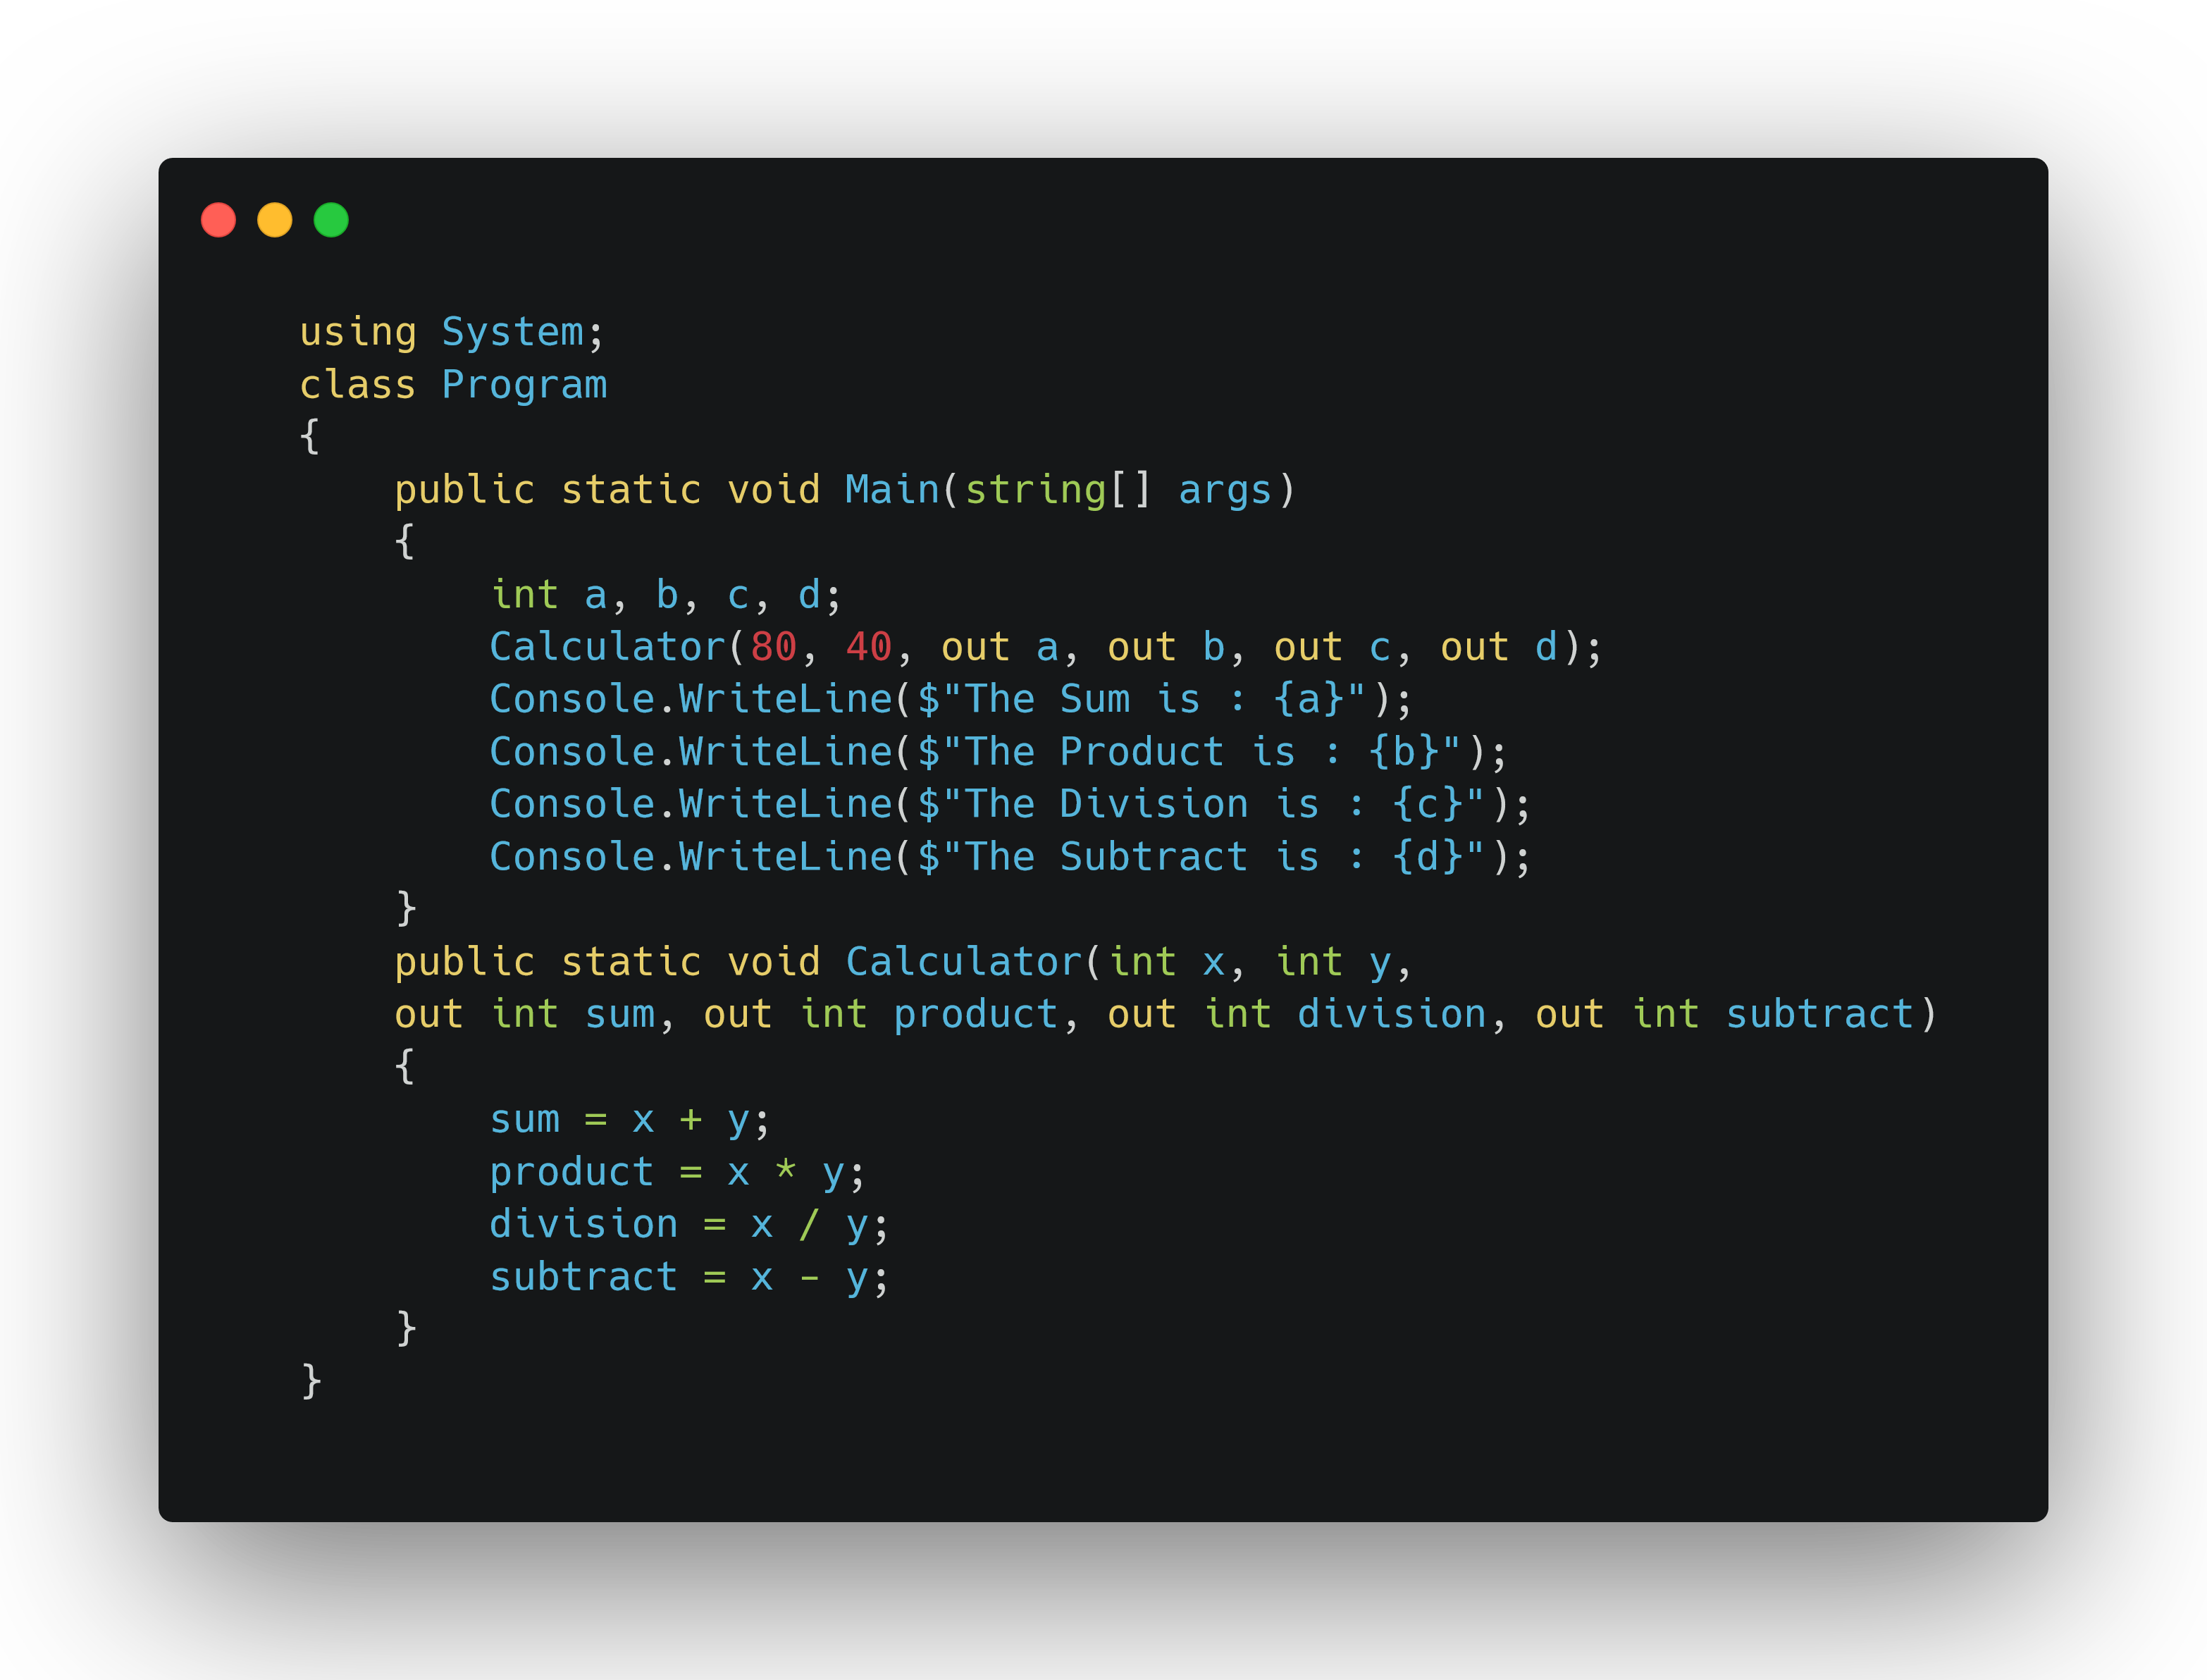 using System;
class Program
{
    public static void Main(string[] args)
    {
        int a, b, c, d;
        Calculator(80, 40, out a, out b, out c, out d);
        Console.WriteLine($"The Sum is : {a}");
        Console.WriteLine($"The Product is : {b}");
        Console.WriteLine($"The Division is : {c}");
        Console.WriteLine($"The Subtract is : {d}");
    }
    public static void Calculator(int x, int y,
    out int sum, out int product, out int division, out int subtract)
    {
        sum = x + y;
        product = x * y;
        division = x / y;
        subtract = x - y;
    }
}